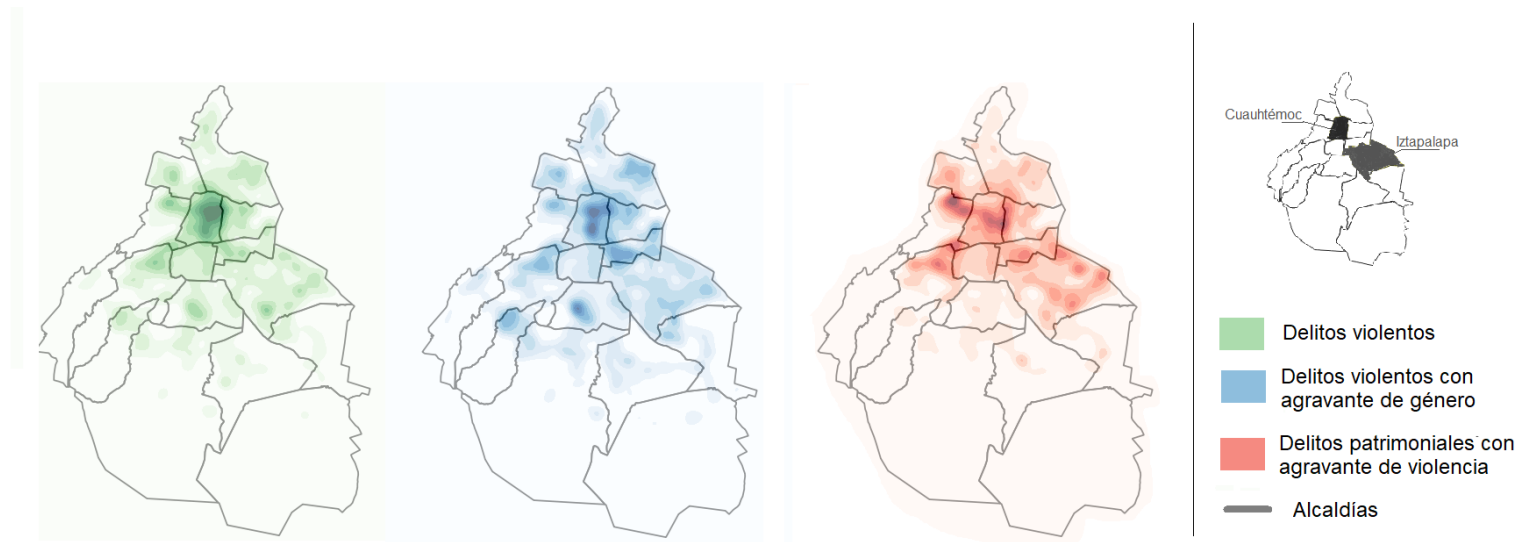 Cuauhtémoc
Iztapalapa
Delitos violentos
Delitos violentos con
agravante de género
Delitos patrimoniales con
agravante de violencia
Alcaldías